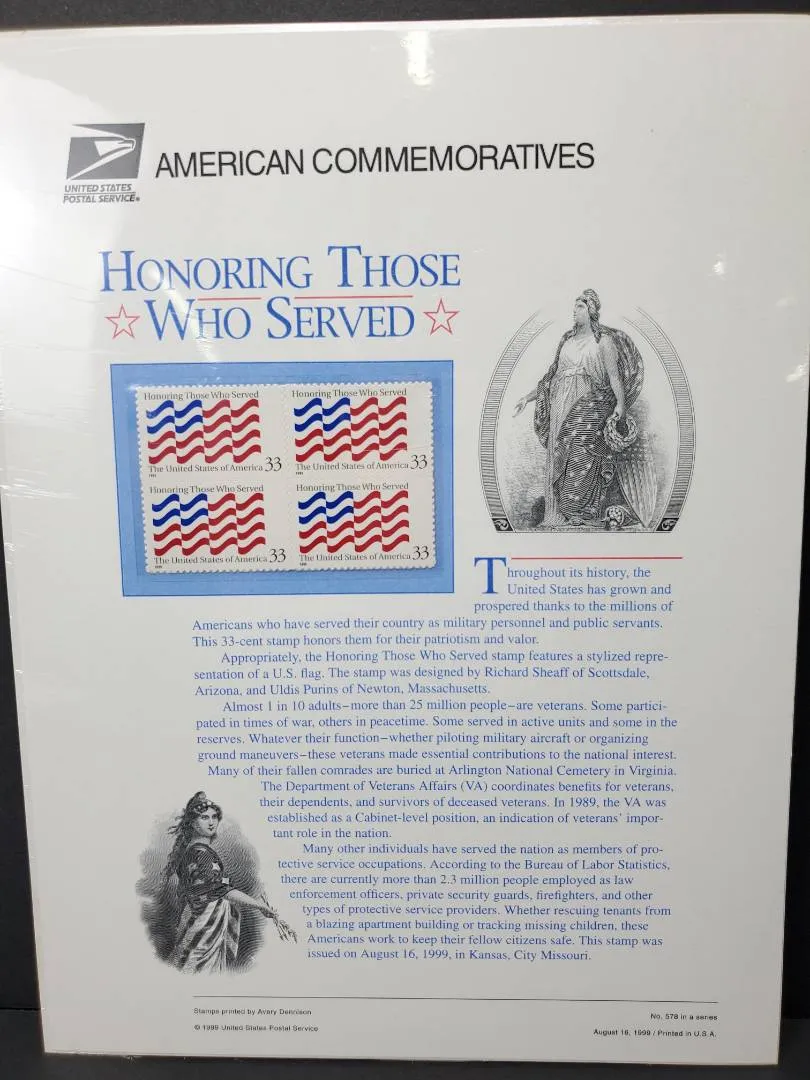 UNITED STATES
POSTAL SERVICE®
AMERICAN COMMEMORATIVES
HONORING THOSE
WHO SERVED
Honoring Those Who Served
The United States of America 33
1999
Honoring Those Who Served
The United States of America 33
1999
Honoring Those Who Served
The United States of America 33
1999
Honoring Those Who Served
The United States of America 33
1999
Throughout its history, the
United States has grown and
prospered thanks to the millions of
Americans who have served their country as military personnel and public servants.
This 33-cent stamp honors them for their patriotism and valor.
Appropriately, the Honoring Those Who Served stamp features a stylized repre-
sentation of a U.S. flag. The stamp was designed by Richard Sheaff of Scottsdale,
Arizona, and Uldis Purins of Newton, Massachusetts.
Almost 1 in 10 adults–more than 25 million people–are veterans. Some partici-
pated in times of war, others in peacetime. Some served in active units and some in the
reserves. Whatever their function–whether piloting military aircraft or organizing
ground maneuvers–these veterans made essential contributions to the national interest.
Many of their fallen comrades are buried at Arlington National Cemetery in Virginia.
The Department of Veterans Affairs (VA) coordinates benefits for veterans,
their dependents, and survivors of deceased veterans. In 1989, the VA was
established as a Cabinet-level position, an indication of veterans' impor-
tant role in the nation.
Many other individuals have served the nation as members of pro-
tective service occupations. According to the Bureau of Labor Statistics,
there are currently more than 2.3 million people employed as law
enforcement officers, private security guards, firefighters, and other
types of protective service providers. Whether rescuing tenants from
a blazing apartment building or tracking missing children, these
Americans work to keep their fellow citizens safe. This stamp was
issued on August 16, 1999, in Kansas, City Missouri.
Stamps printed by Avery Dennison
© 1999 United States Postal Service
No. 578 in a series
August 16, 1999 / Printed in U.S.A.